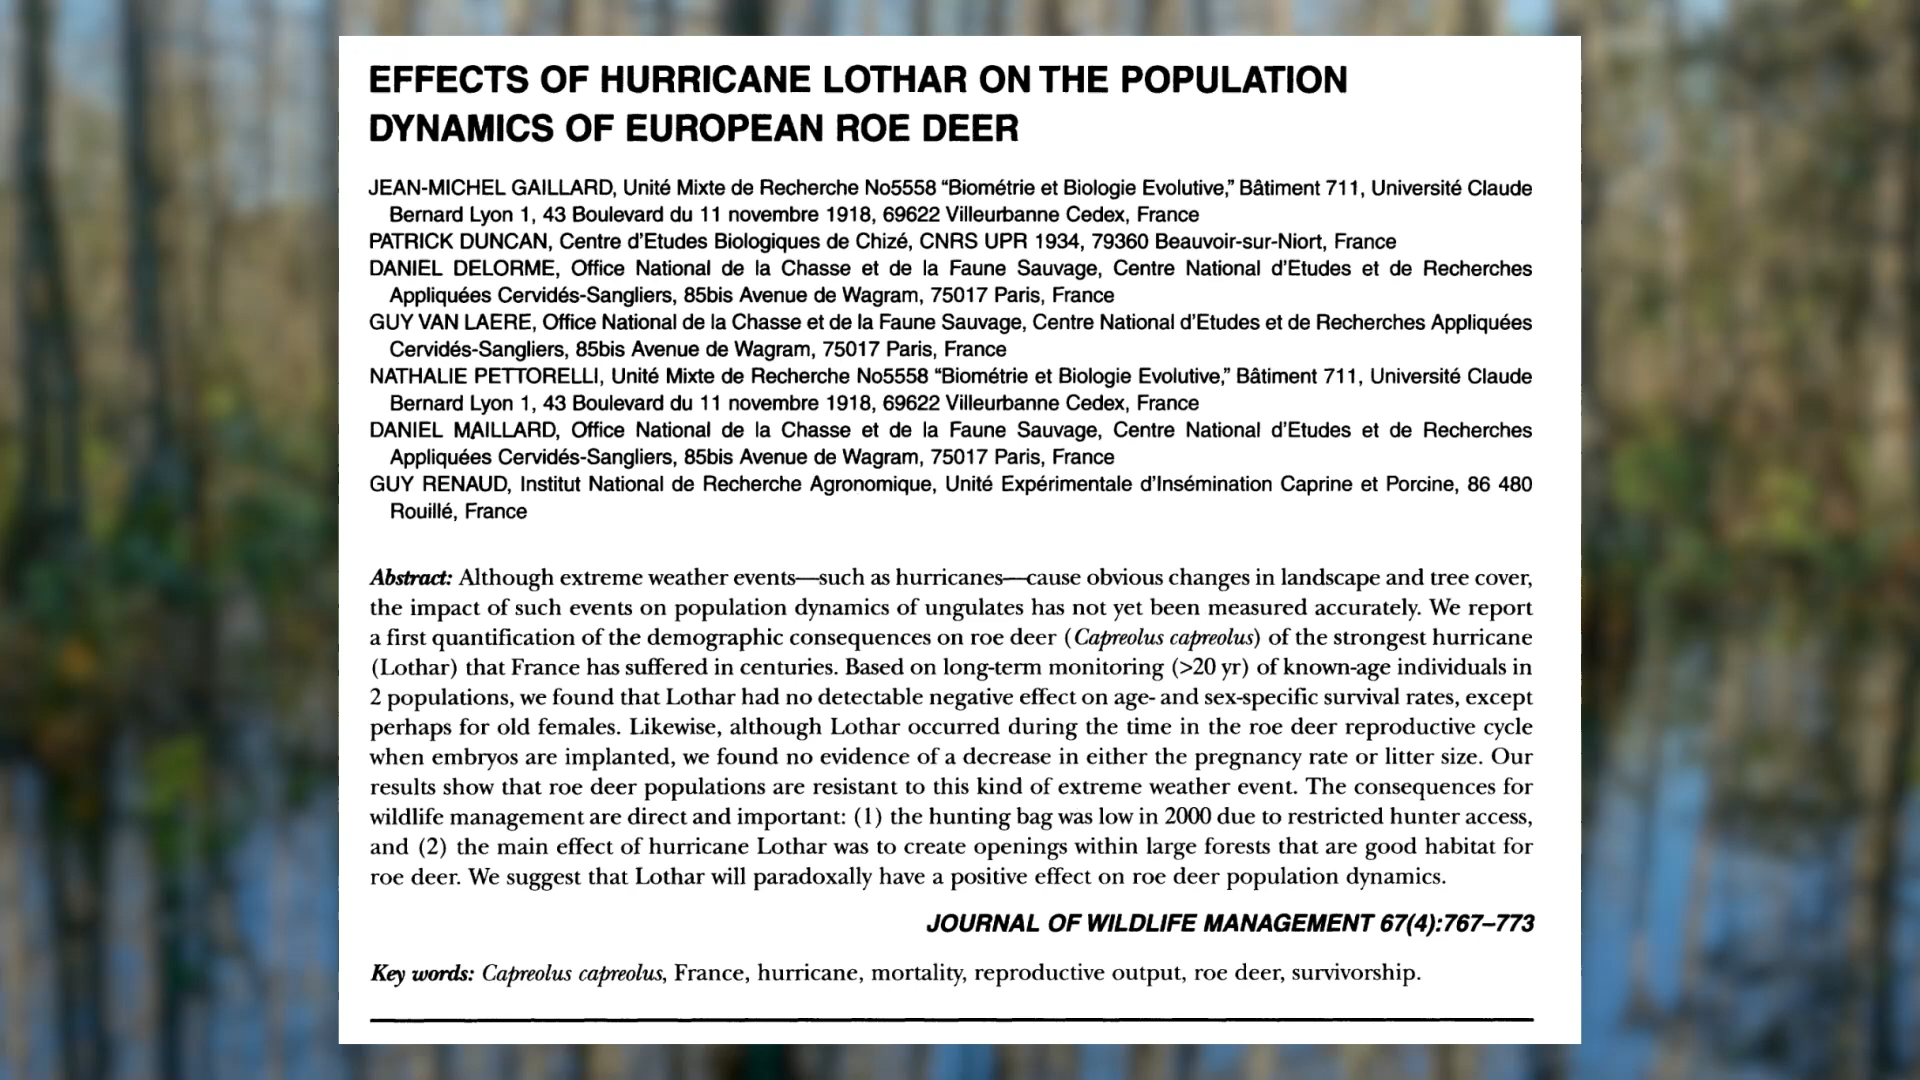 EFFECTS OF HURRICANE LOTHAR ON THE POPULATION
DYNAMICS OF EUROPEAN ROE DEER
JEAN-MICHEL GAILLARD, Unité Mixte de Recherche No5558 “Biométrie et Biologie Evolutive,” Bâtiment 711, Université Claude
Bernard Lyon 1, 43 Boulevard du 11 novembre 1918, 69622 Villeurbanne Cedex, France
PATRICK DUNCAN, Centre d’Etudes Biologiques de Chizé, CNRS UPR 1934, 79360 Beauvoir-sur-Niort, France
DANIEL DELORME, Office National de la Chasse et de la Faune Sauvage, Centre National d’Etudes et de Recherches
Appliquées Cervidés-Sangliers, 85bis Avenue de Wagram, 75017 Paris, France
GUY VAN LAERE, Office National de la Chasse et de la Faune Sauvage, Centre National d’Etudes et de Recherches Appliquées
Cervidés-Sangliers, 85bis Avenue de Wagram, 75017 Paris, France
NATHALIE PETTORELLI, Unité Mixte de Recherche No5558 “Biométrie et Biologie Evolutive,” Bâtiment 711, Université Claude
Bernard Lyon 1, 43 Boulevard du 11 novembre 1918, 69622 Villeurbanne Cedex, France
DANIEL MAILLARD, Office National de la Chasse et de la Faune Sauvage, Centre National d’Etudes et de Recherches
Appliquées Cervidés-Sangliers, 85bis Avenue de Wagram, 75017 Paris, France
GUY RENAUD, Institut National de Recherche Agronomique, Unité Expérimentale d’Insémination Caprine et Porcine, 86 480
Rouillé, France
Abstract: Although extreme weather events—such as hurricanes—cause obvious changes in landscape and tree cover,
the impact of such events on population dynamics of ungulates has not yet been measured accurately. We report
a first quantification of the demographic consequences on roe deer (Capreolus capreolus) of the strongest hurricane
(Lothar) that France has suffered in centuries. Based on long-term monitoring (>20 yr) of known-age individuals in
2 populations, we found that Lothar had no detectable negative effect on age- and sex-specific survival rates, except
perhaps for old females. Likewise, although Lothar occurred during the time in the roe deer reproductive cycle
when embryos are implanted, we found no evidence of a decrease in either the pregnancy rate or litter size. Our
results show that roe deer populations are resistant to this kind of extreme weather event. The consequences for
wildlife management are direct and important: (1) the hunting bag was low in 2000 due to restricted hunter access,
and (2) the main effect of hurricane Lothar was to create openings within large forests that are good habitat for
roe deer. We suggest that Lothar will paradoxally have a positive effect on roe deer population dynamics.
JOURNAL OF WILDLIFE MANAGEMENT 67(4):767–773
Key words: Capreolus capreolus, France, hurricane, mortality, reproductive output, roe deer, survivorship.